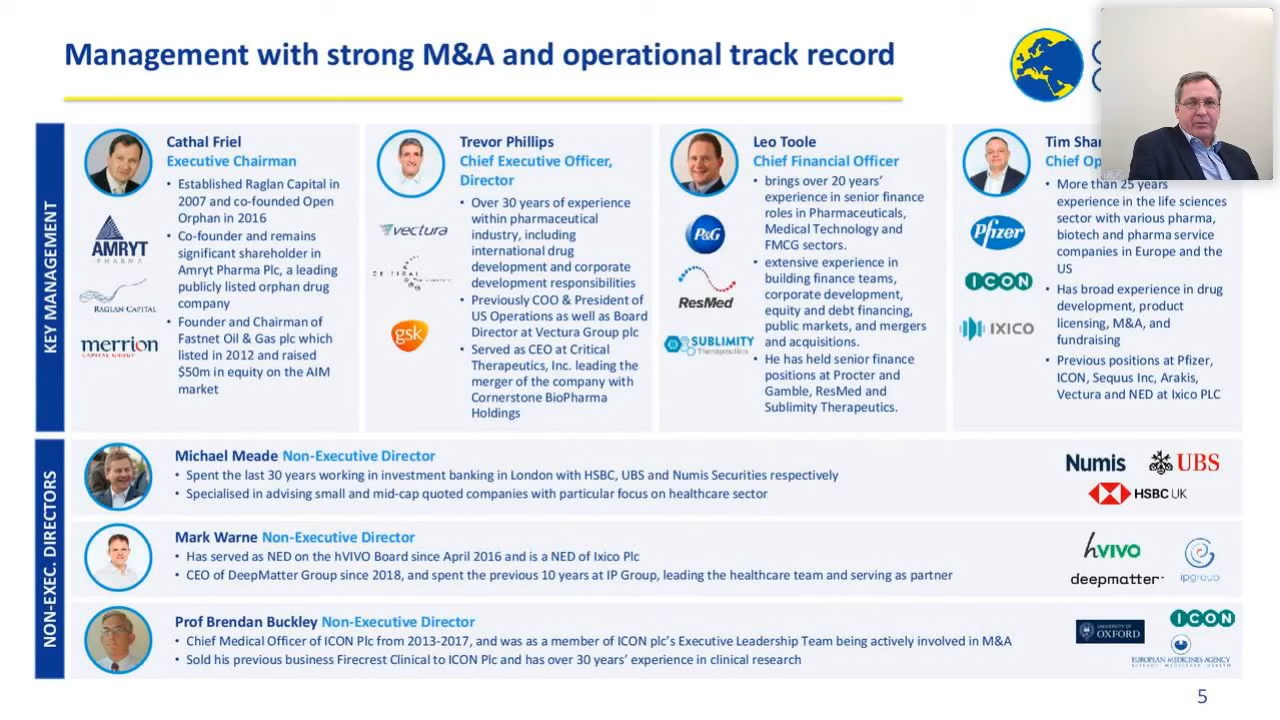 Management with strong M&A and operational track record
KEY MANAGEMENT
Cathal Friel
Executive Chairman
• Established Raglan Capital in
2007 and co-founded Open
Orphan in 2016
• Co-founder and remains
significant shareholder in
Amryt Pharma Plc, a leading
publicly listed orphan drug
company
• Founder and Chairman of
Fastnet Oil & Gas plc which
listed in 2012 and raised
$50m in equity on the AIM
market
AMRYT
PHARMA
RAGLAN CAPITAL
merrion
CAPITAL GROUP
Trevor Phillips
Chief Executive Officer,
Director
• Over 30 years of experience
within pharmaceutical
industry, including
international drug
development and corporate
development responsibilities
• Previously COO & President of
US Operations as well as Board
Director at Vectura Group plc
• Served as CEO at Critical
Therapeutics, Inc. leading the
merger of the company with
Cornerstone BioPharma
Holdings
vectura
gsk
Leo Toole
Chief Financial Officer
• brings over 20 years’
experience in senior finance
roles in Pharmaceuticals,
Medical Technology and
FMCG sectors.
• extensive experience in
building finance teams,
corporate development,
equity and debt financing,
public markets, and mergers
and acquisitions.
• He has held senior finance
positions at Procter and
Gamble, ResMed and
Sublimity Therapeutics.
P&G
ResMed
SUBLIMITY
Therapeutics
Tim
Chief
• More than 25 years
experience in the life sciences
sector with various pharma,
biotech and pharma service
companies in Europe and the
US
• Has broad experience in drug
development, product
licensing, M&A, and
fundraising
• Previous positions at Pfizer,
ICON, Sequus Inc, Arakis,
Vectura and NED at Ixico PLC
Pfizer
ICON
IXICO
NON-EXEC. DIRECTORS
Michael Meade Non-Executive Director
• Spent the last 30 years working in investment banking in London with HSBC, UBS and Numis Securities respectively
• Specialised in advising small and mid-cap quoted companies with particular focus on healthcare sector
Numis
UBS
HSBC UK
Mark Warne Non-Executive Director
• Has served as NED on the hVIVO Board since April 2016 and is a NED of Ixico Plc
• CEO of DeepMatter Group since 2018, and spent the previous 10 years at IP Group, leading the healthcare team and serving as partner
hVIVO
deepmatter
ipgroup
Prof Brendan Buckley Non-Executive Director
• Chief Medical Officer of ICON Plc from 2013-2017, and was as a member of ICON plc’s Executive Leadership Team being actively involved in M&A
• Sold his previous business Firecrest Clinical to ICON Plc and has over 30 years’ experience in clinical research
UNIVERSITY OF
OXFORD
ICON
EUROPEAN MEDICINES AGENCY
SCIENCE MEDICINES HEALTH
5